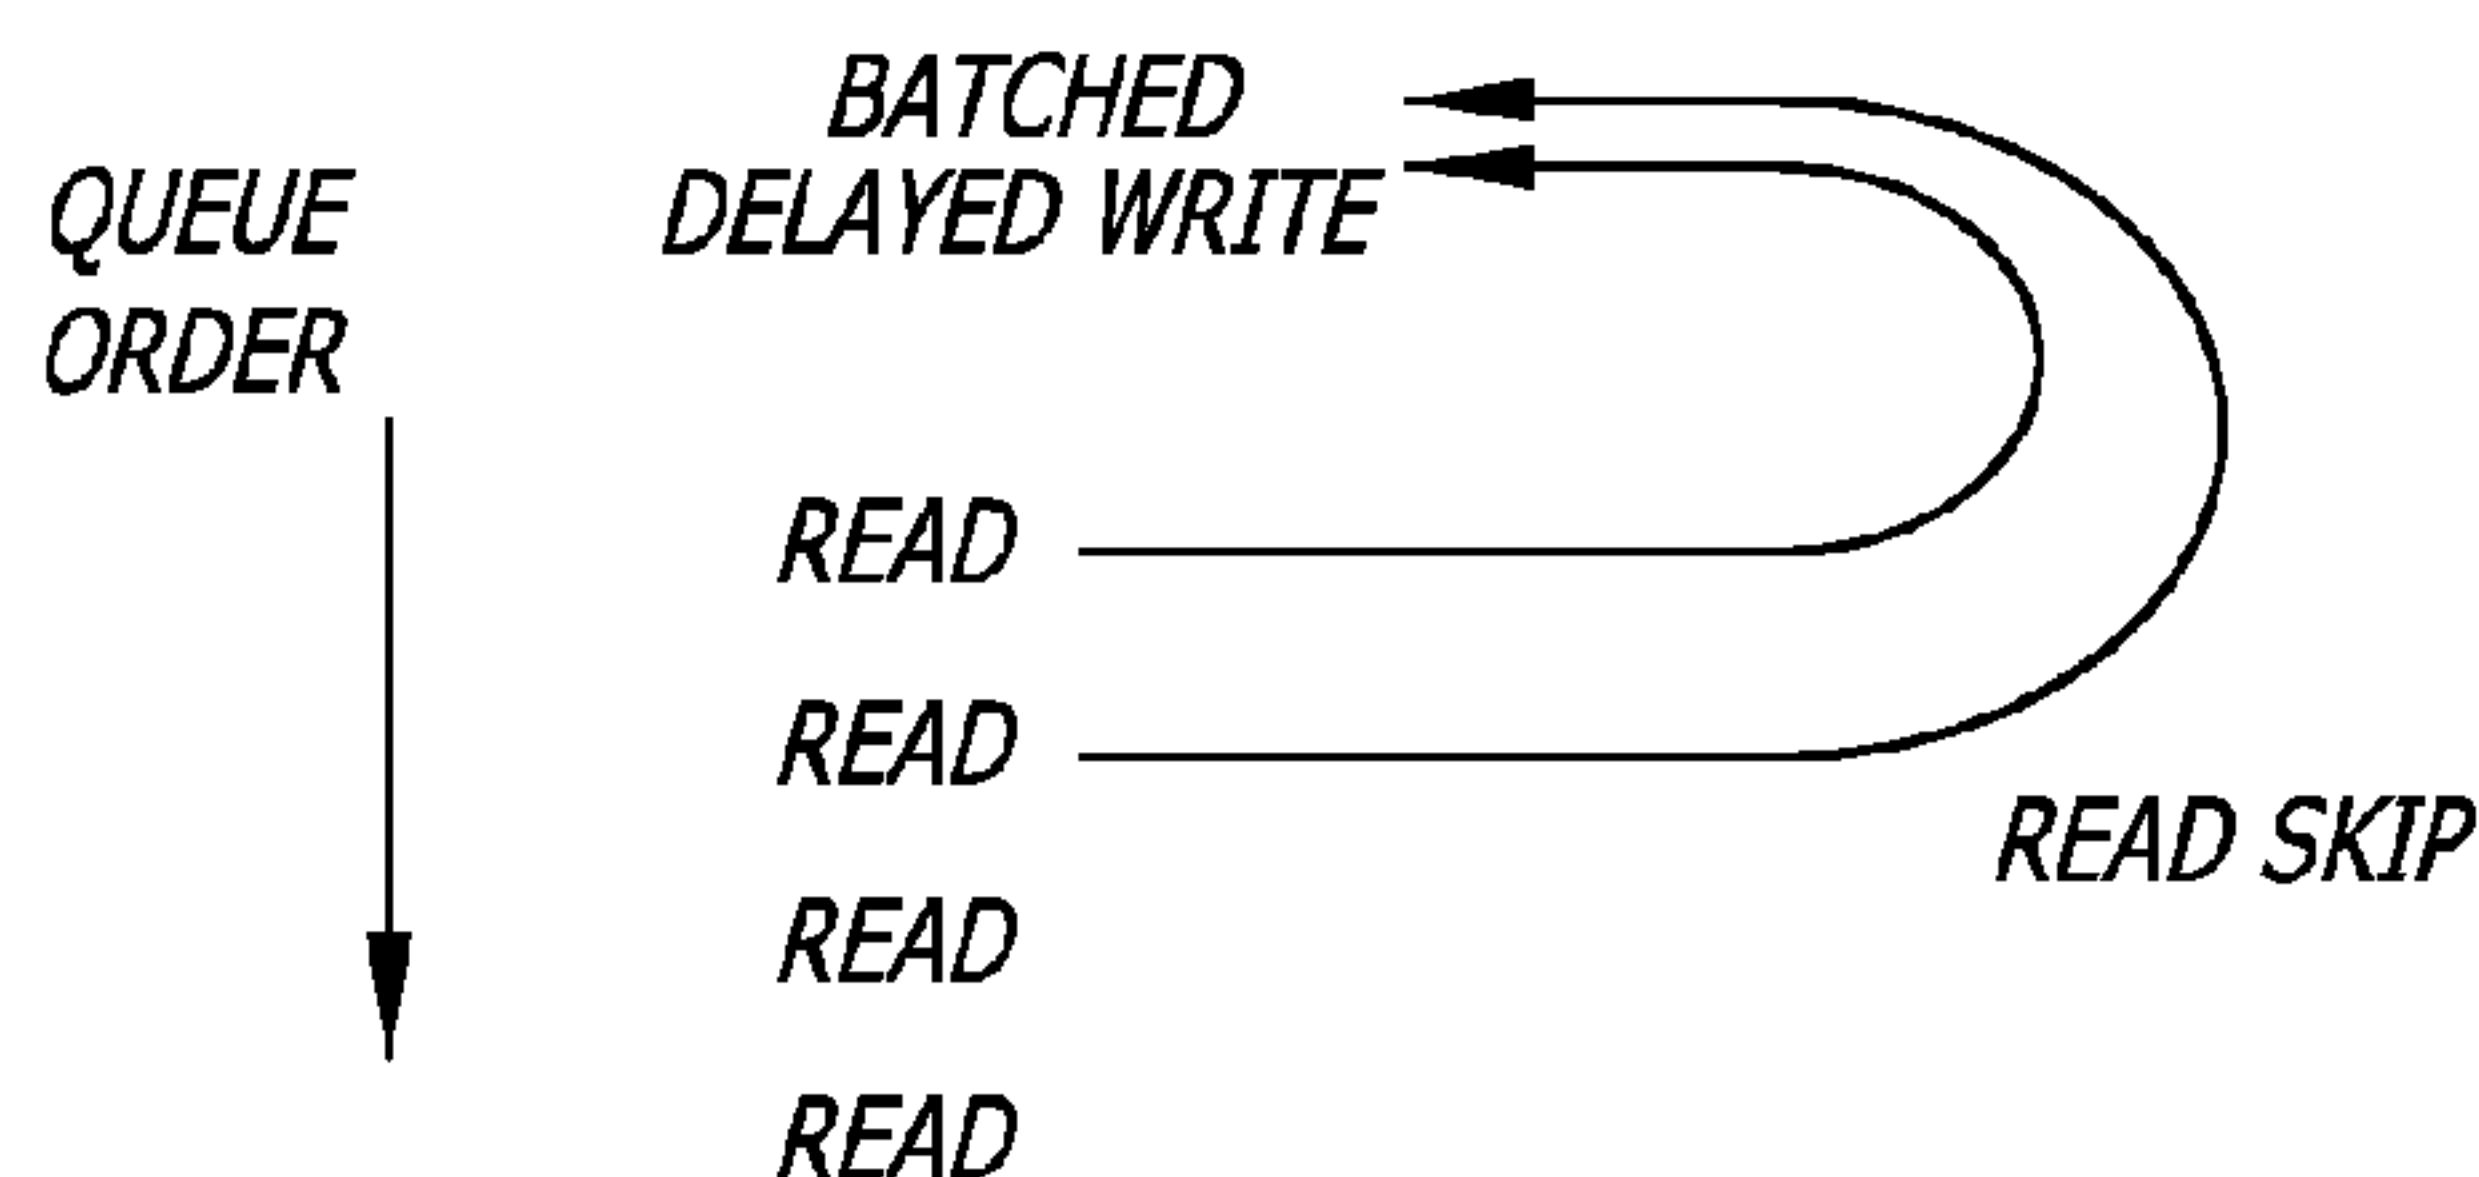 BATCHED
DELAYED WRITE
QUEUE
ORDER
READ
READ
READ SKIP
READ
READ